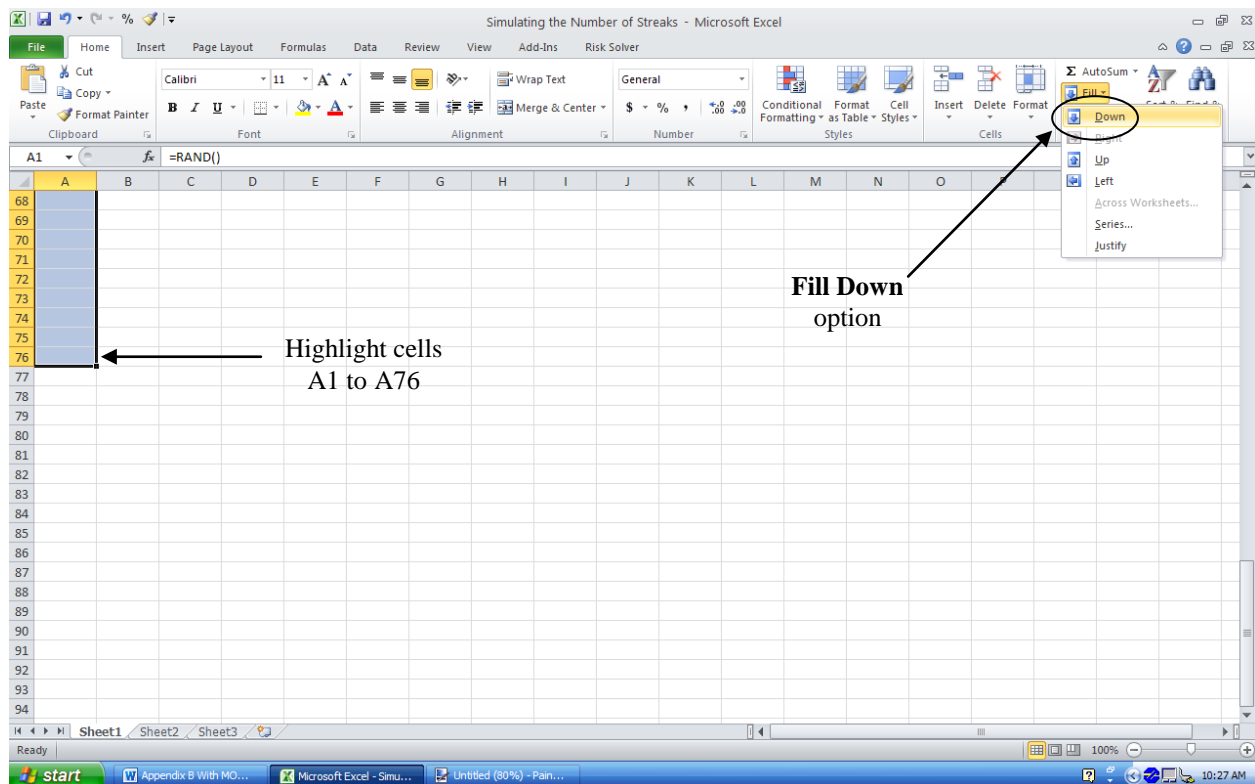 Simulating the Number of Streaks - Microsoft Excel
File Home Insert Page Layout Formulas Data Review View Add-Ins Risk Solver
Paste
Cut
Copy
Format Painter
Clipboard
Calibri 11
B I U
Font
Wrap Text
Merge & Center
Alignment
General
$ % ,
Number
Conditional Formatting
Format as Table
Cell Styles
Styles
Insert Delete Format
Cells
Σ AutoSum
Fill
Down
Right
Up
Left
Across Worksheets...
Series...
Justify
A1 fx =RAND()
A B C D E F G H I J K L M N O P
68
69
70
71
72
73
74
75
76
77
78
79
80
81
82
83
84
85
86
87
88
89
90
91
92
93
94
Fill Down
option
Highlight cells
A1 to A76
Sheet1 Sheet2 Sheet3
Ready 100%
start Appendix B With MO... Microsoft Excel - Simu... Untitled (80%) - Pain... 10:27 AM